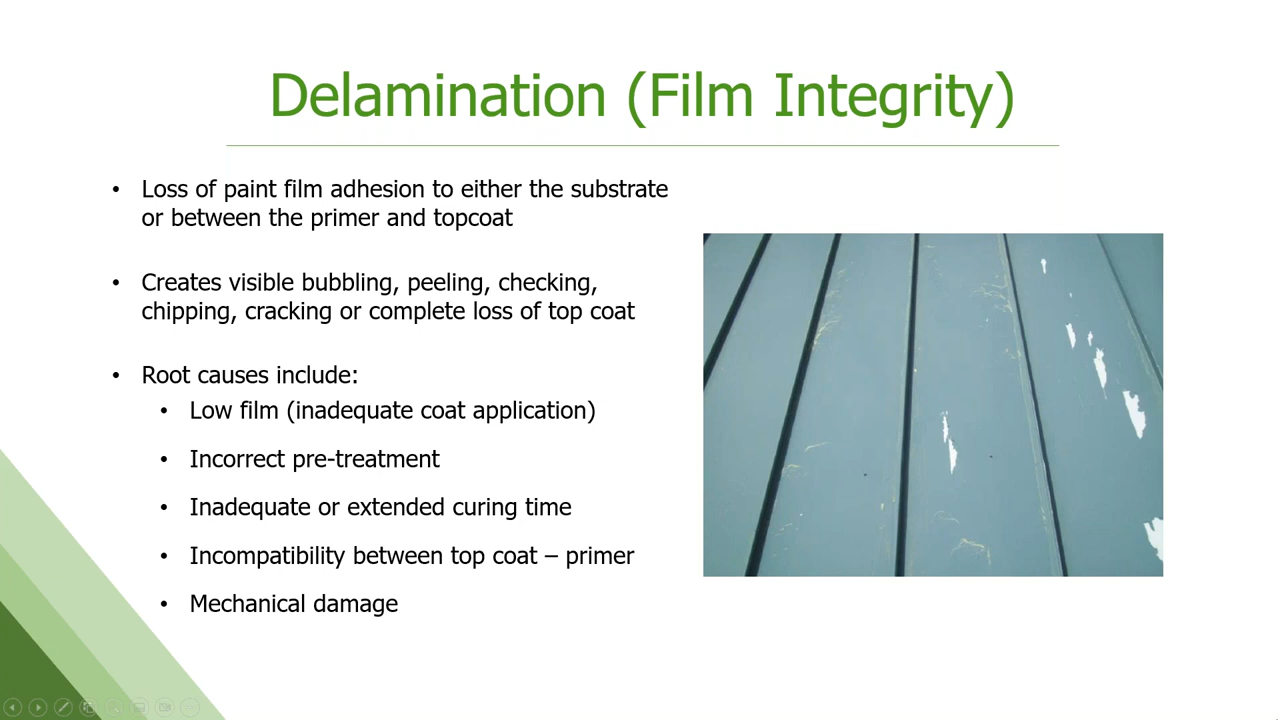 Delamination (Film Integrity)
• Loss of paint film adhesion to either the substrate
or between the primer and topcoat
• Creates visible bubbling, peeling, checking,
chipping, cracking or complete loss of top coat
• Root causes include:
• Low film (inadequate coat application)
• Incorrect pre-treatment
• Inadequate or extended curing time
• Incompatibility between top coat – primer
• Mechanical damage